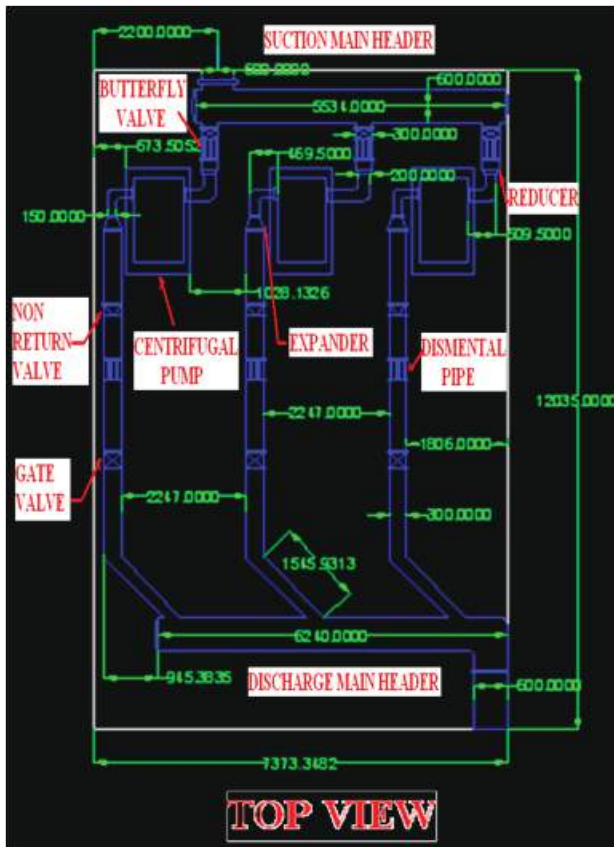 2200.0000
SUCTION MAIN HEADER
600.0000
600.0000
BUTTERFLY
VALVE
5534.0000
300.0000
673.5052
469.5000
200.0000
REDUCER
150.0000
509.5000
1028.1326
NON
RETURN
VALVE
CENTRIFUGAL
PUMP
EXPANDER
DISMENTAL
PIPE
12035.0000
2247.0000
1806.0000
GATE
VALVE
2247.0000
300.0000
1545.9313
6240.0000
945.3835
DISCHARGE MAIN HEADER
600.0000
7373.3482
TOP VIEW